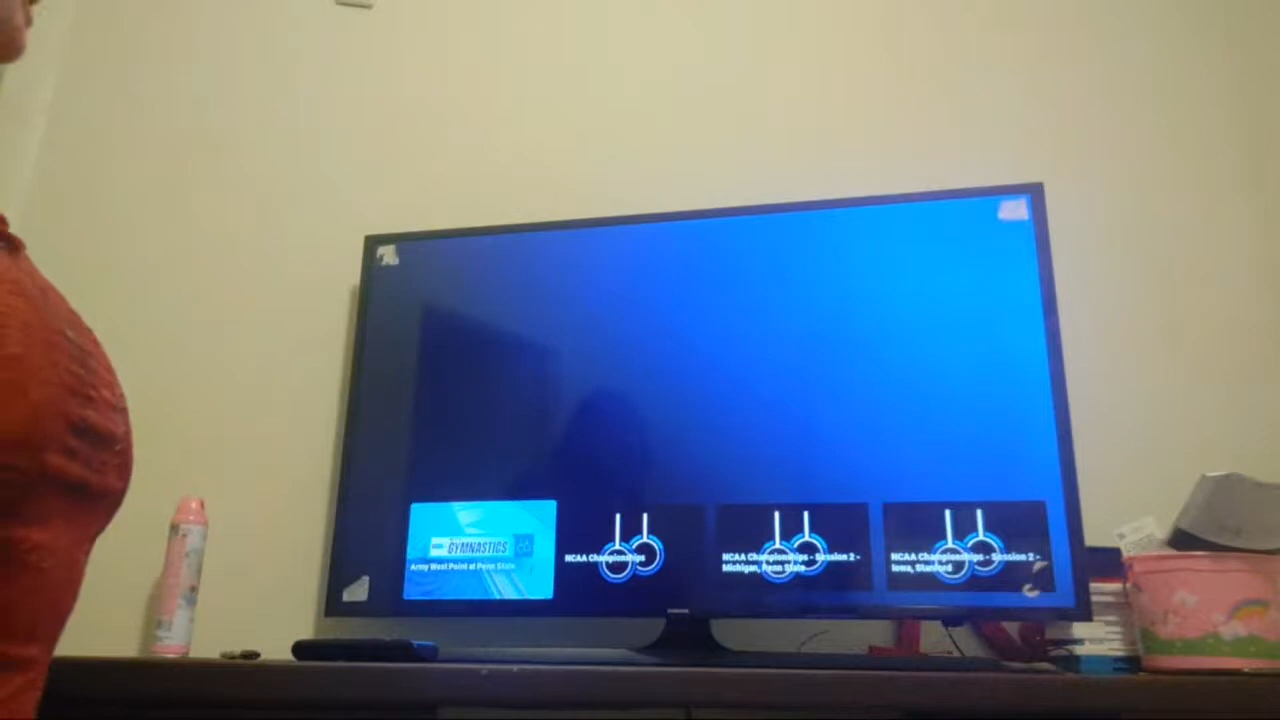 GYMNASTICS
Army West Point at Penn State
NCAA Championships
NCAA Championships - Session 2 -
Michigan, Penn State
NCAA Championships - Session 2 -
Iowa, Stanford
SAMSUNG